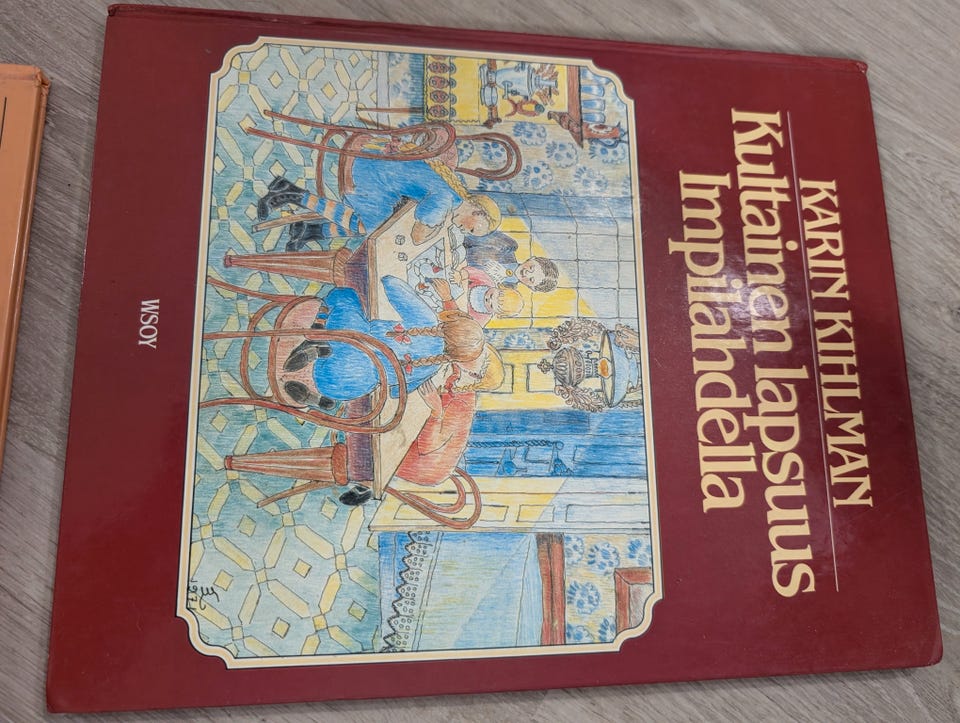 KARIN KIHLMAN
Kultainen lapsuus
Impilahdella
WSOY